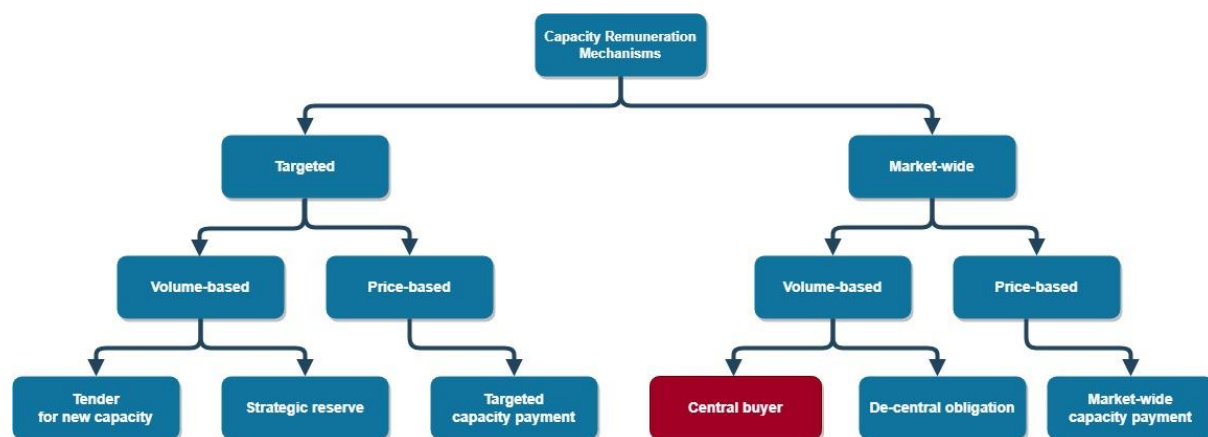 Capacity Remuneration
Mechanisms
Targeted
Market-wide
Volume-based
Price-based
Volume-based
Price-based
Tender
for new capacity
Strategic reserve
Targeted
capacity payment
Central buyer
De-central obligation
Market-wide
capacity payment